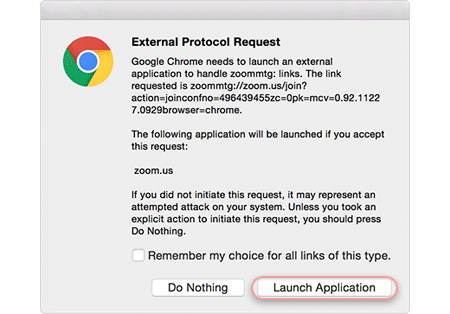 External Protocol Request
Google Chrome needs to launch an external
application to handle zoommtg: links. The link
requested is zoommtg://zoom.us/join?
action=joinconfno=496439455zc=0pk=mcv=0.92.1122
7.0929browser=chrome.
The following application will be launched if you accept
this request:
zoom.us
If you did not initiate this request, it may represent an
attempted attack on your system. Unless you took an
explicit action to initiate this request, you should press
Do Nothing.
Remember my choice for all links of this type.
Do Nothing
Launch Application